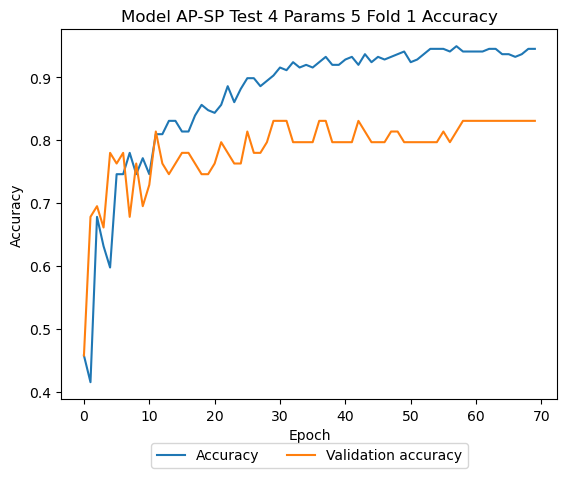 Model AP-SP Test 4 Params 5 Fold 1 Accuracy
0.9
0.8
0.7
0.6
0.5
0.4
Accuracy
0 10 20 30 40 50 60 70
Epoch
Accuracy Validation accuracy